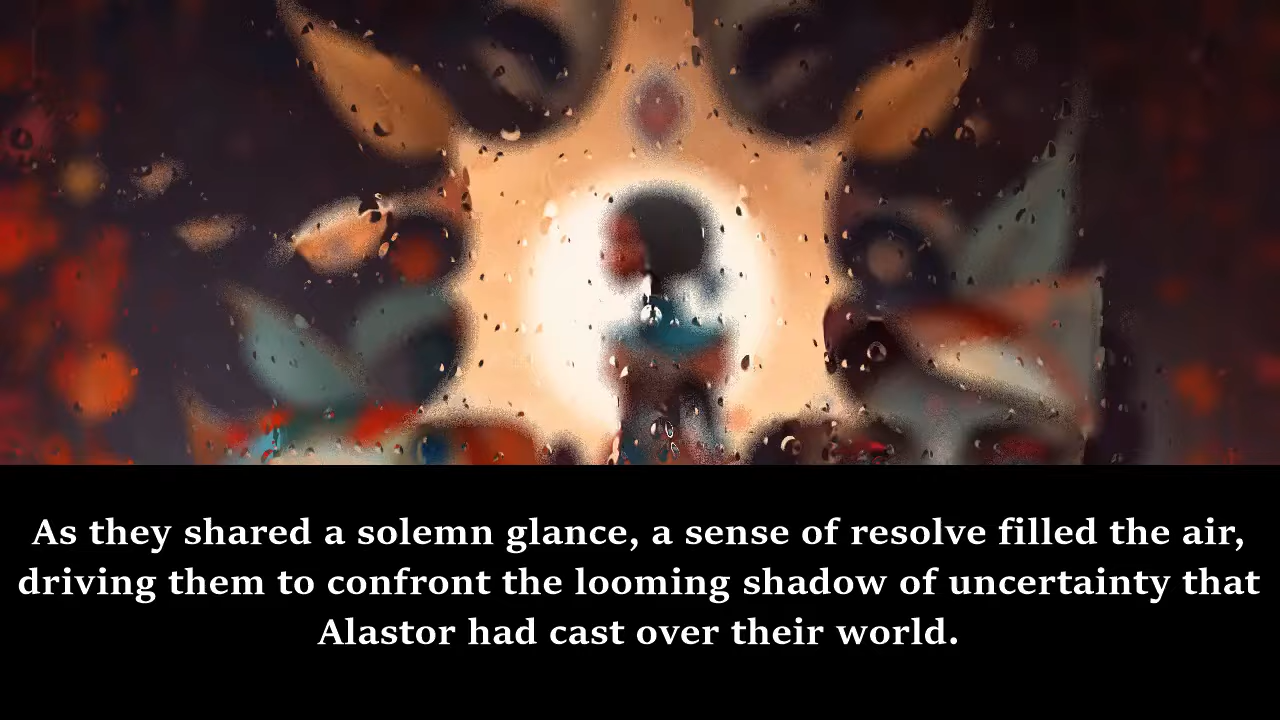 As they shared a solemn glance, a sense of resolve filled the air,
driving them to confront the looming shadow of uncertainty that
Alastor had cast over their world.